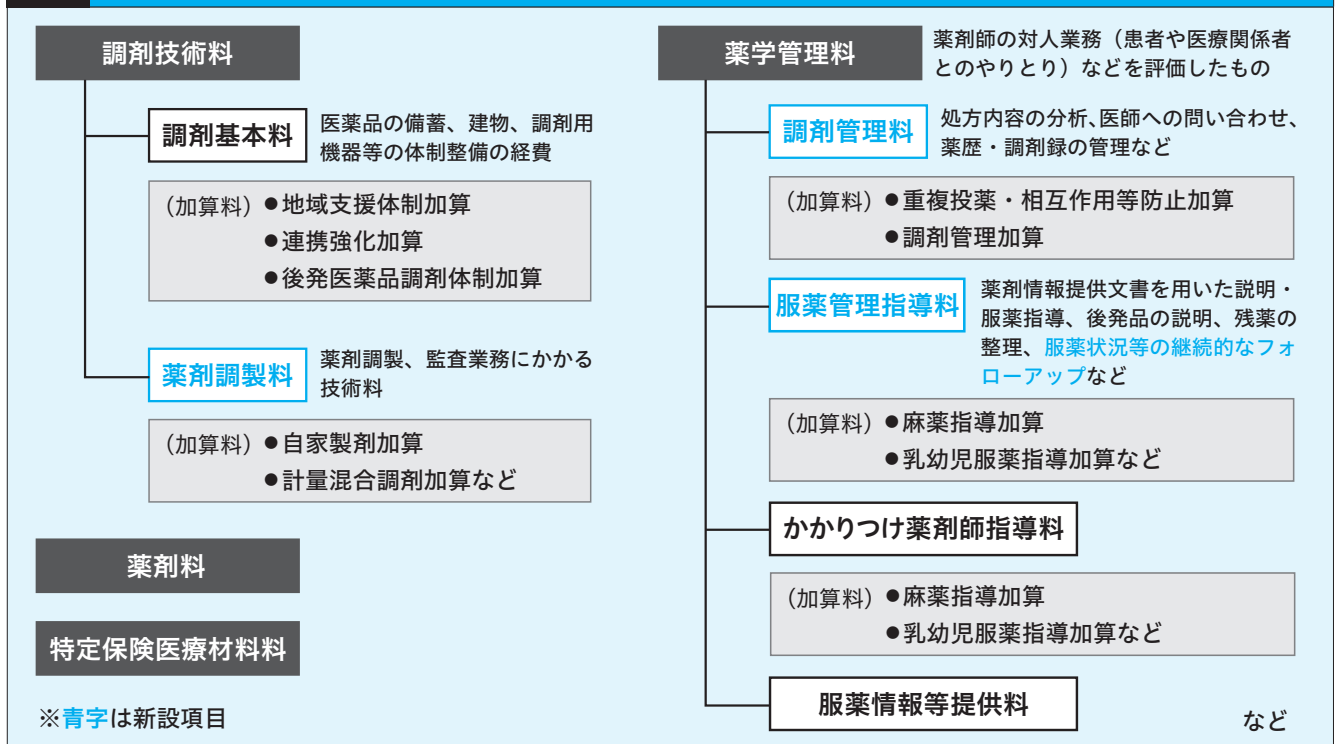 調剤技術料
調剤基本料
医薬品の備蓄、建物、調剤用
機器等の体制整備の経費
（加算料）●地域支援体制加算
●連携強化加算
●後発医薬品調剤体制加算
薬剤調製料
薬剤調製、監査業務にかかる
技術料
（加算料）●自家製剤加算
●計量混合調剤加算など
薬剤料
特定保険医療材料料
※青字は新設項目
薬学管理料
薬剤師の対人業務（患者や医療関係者
とのやりとり）などを評価したもの
調剤管理料
処方内容の分析、医師への問い合わせ、
薬歴・調剤録の管理など
（加算料）●重複投薬・相互作用等防止加算
●調剤管理加算
服薬管理指導料
薬剤情報提供文書を用いた説明・
服薬指導、後発品の説明、残薬の
整理、服薬状況等の継続的なフォ
ローアップなど
（加算料）●麻薬指導加算
●乳幼児服薬指導加算など
かかりつけ薬剤師指導料
（加算料）●麻薬指導加算
●乳幼児服薬指導加算など
服薬情報等提供料
など